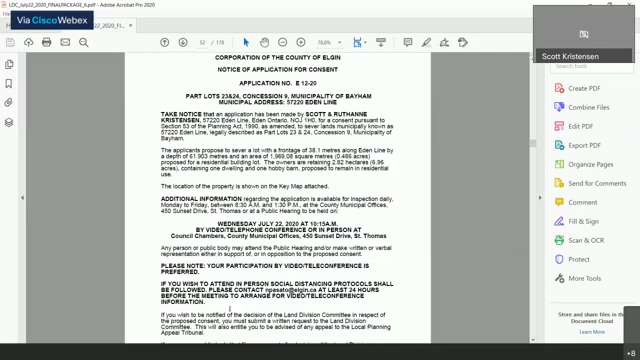 LDC_July22_2020_FINALPACKAGE_6.pdf - Adobe Acrobat Pro 2020
Via Cisco Webex
_22_2020_FINALP...
52 / 178
78.8%
Scott Kristensen
CORPORATION OF THE COUNTY OF ELGIN
NOTICE OF APPLICATION FOR CONSENT
APPLICATION NO. E 12-20
PART LOTS 23&24, CONCESSION 9, MUNICIPALITY OF BAYHAM
MUNICIPAL ADDRESS: 57220 EDEN LINE
TAKE NOTICE that an application has been made by SCOTT & RUTHANNE
KRISTENSEN, 57220 Eden Line, Eden Ontario, N0J 1H0, for a consent pursuant to
Section 53 of the Planning Act, 1990, as amended, to sever lands municipally known as
57220 Eden Line, legally described as Part Lots 23 & 24, Concession 9, Municipality of
Bayham.
The applicants propose to sever a lot with a frontage of 38.1 metres along Eden Line by
a depth of 61.903 metres and an area of 1,969.08 square metres (0.486 acres)
proposed for a residential building lot. The owners are retaining 2.82 hectares (6.96
acres), containing one dwelling and one hobby barn, proposed to remain in residential
use.
The location of the property is shown on the Key Map attached.
ADDITIONAL INFORMATION regarding the application is available for inspection daily,
Monday to Friday, between 8:30 A.M. and 1:30 P.M., at the County Municipal Offices,
450 Sunset Drive, St. Thomas or at a Public Hearing to be held on:
WEDNESDAY JULY 22, 2020 AT 10:15A.M.
BY VIDEO/TELEPHONE CONFERENCE OR IN PERSON AT
Council Chambers, County Municipal Offices, 450 Sunset Drive, St. Thomas
Any person or public body may attend the Public Hearing and/or make written or verbal
representation either in support of, or in opposition to the proposed consent.
PLEASE NOTE: YOUR PARTICIPATION BY VIDEO/TELECONFERENCE IS
PREFERRED.
IF YOU WISH TO ATTEND IN PERSON SOCIAL DISTANCING PROTOCOLS SHALL
BE FOLLOWED. PLEASE CONTACT npasato@elgin.ca AT LEAST 24 HOURS
BEFORE THE MEETING TO ARRANGE FOR VIDEO/TELECONFERENCE
INFORMATION.
If you wish to be notified of the decision of the Land Division Committee in respect of
the proposed consent, you must submit a written request to the Land Division
Committee. This will also entitle you to be advised of any appeal to the Local Planning
Appeal Tribunal.
Create PDF
Combine Files
Edit PDF
Export PDF
Organize Pages
Send for Comments
Comment
Fill & Sign
Scan & OCR
Protect
More Tools
Store and share files in the
Document Cloud
Learn More
+8